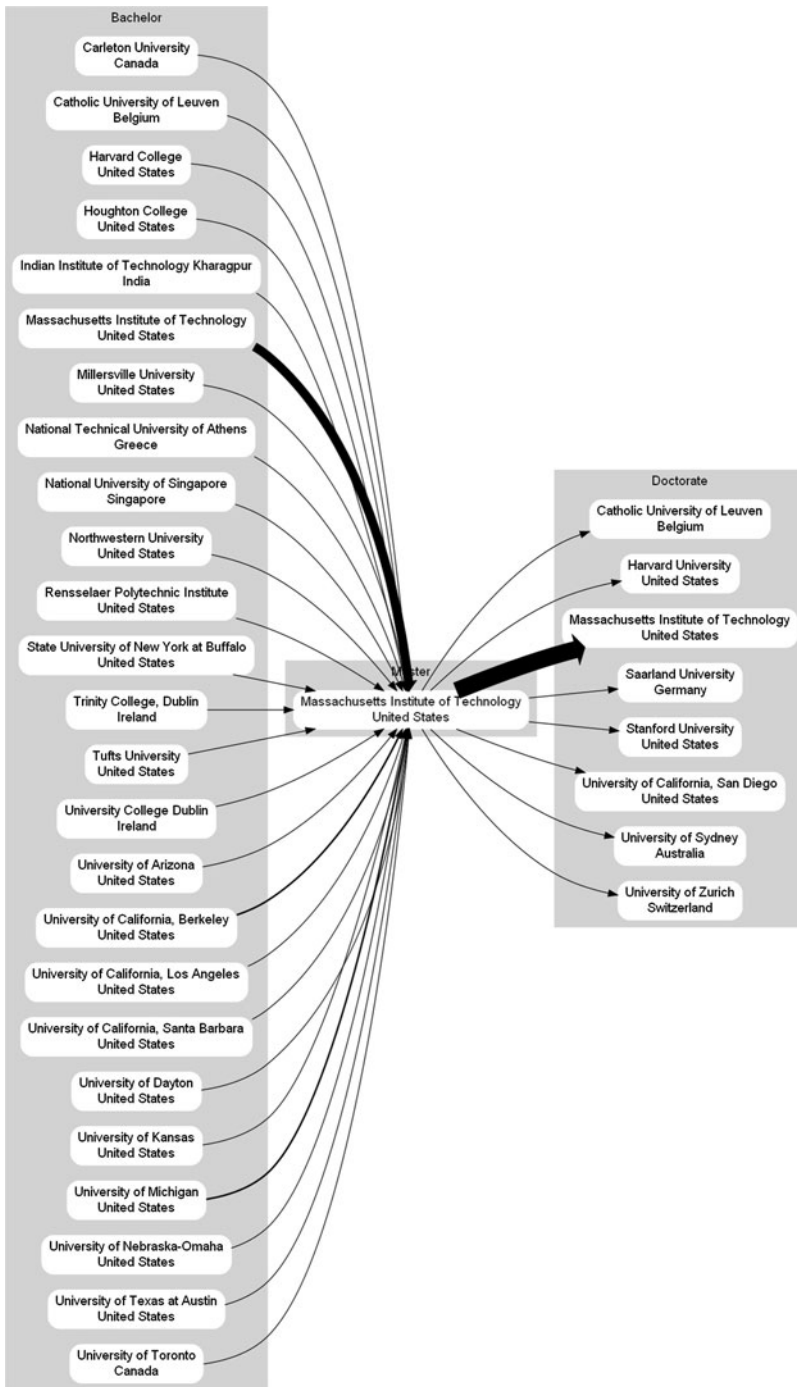 Bachelor
Carleton University
Canada
Catholic University of Leuven
Belgium
Harvard College
United States
Houghton College
United States
Indian Institute of Technology Kharagpur
India
Massachusetts Institute of Technology
United States
Millersville University
United States
National Technical University of Athens
Greece
National University of Singapore
Singapore
Northwestern University
United States
Rensselaer Polytechnic Institute
United States
State University of New York at Buffalo
United States
Trinity College, Dublin
Ireland
Tufts University
United States
University College Dublin
Ireland
University of Arizona
United States
University of California, Berkeley
United States
University of California, Los Angeles
United States
University of California, Santa Barbara
United States
University of Dayton
United States
University of Kansas
United States
University of Michigan
United States
University of Nebraska-Omaha
United States
University of Texas at Austin
United States
University of Toronto
Canada
Master
Massachusetts Institute of Technology
United States
Doctorate
Catholic University of Leuven
Belgium
Harvard University
United States
Massachusetts Institute of Technology
United States
Saarland University
Germany
Stanford University
United States
University of California, San Diego
United States
University of Sydney
Australia
University of Zurich
Switzerland